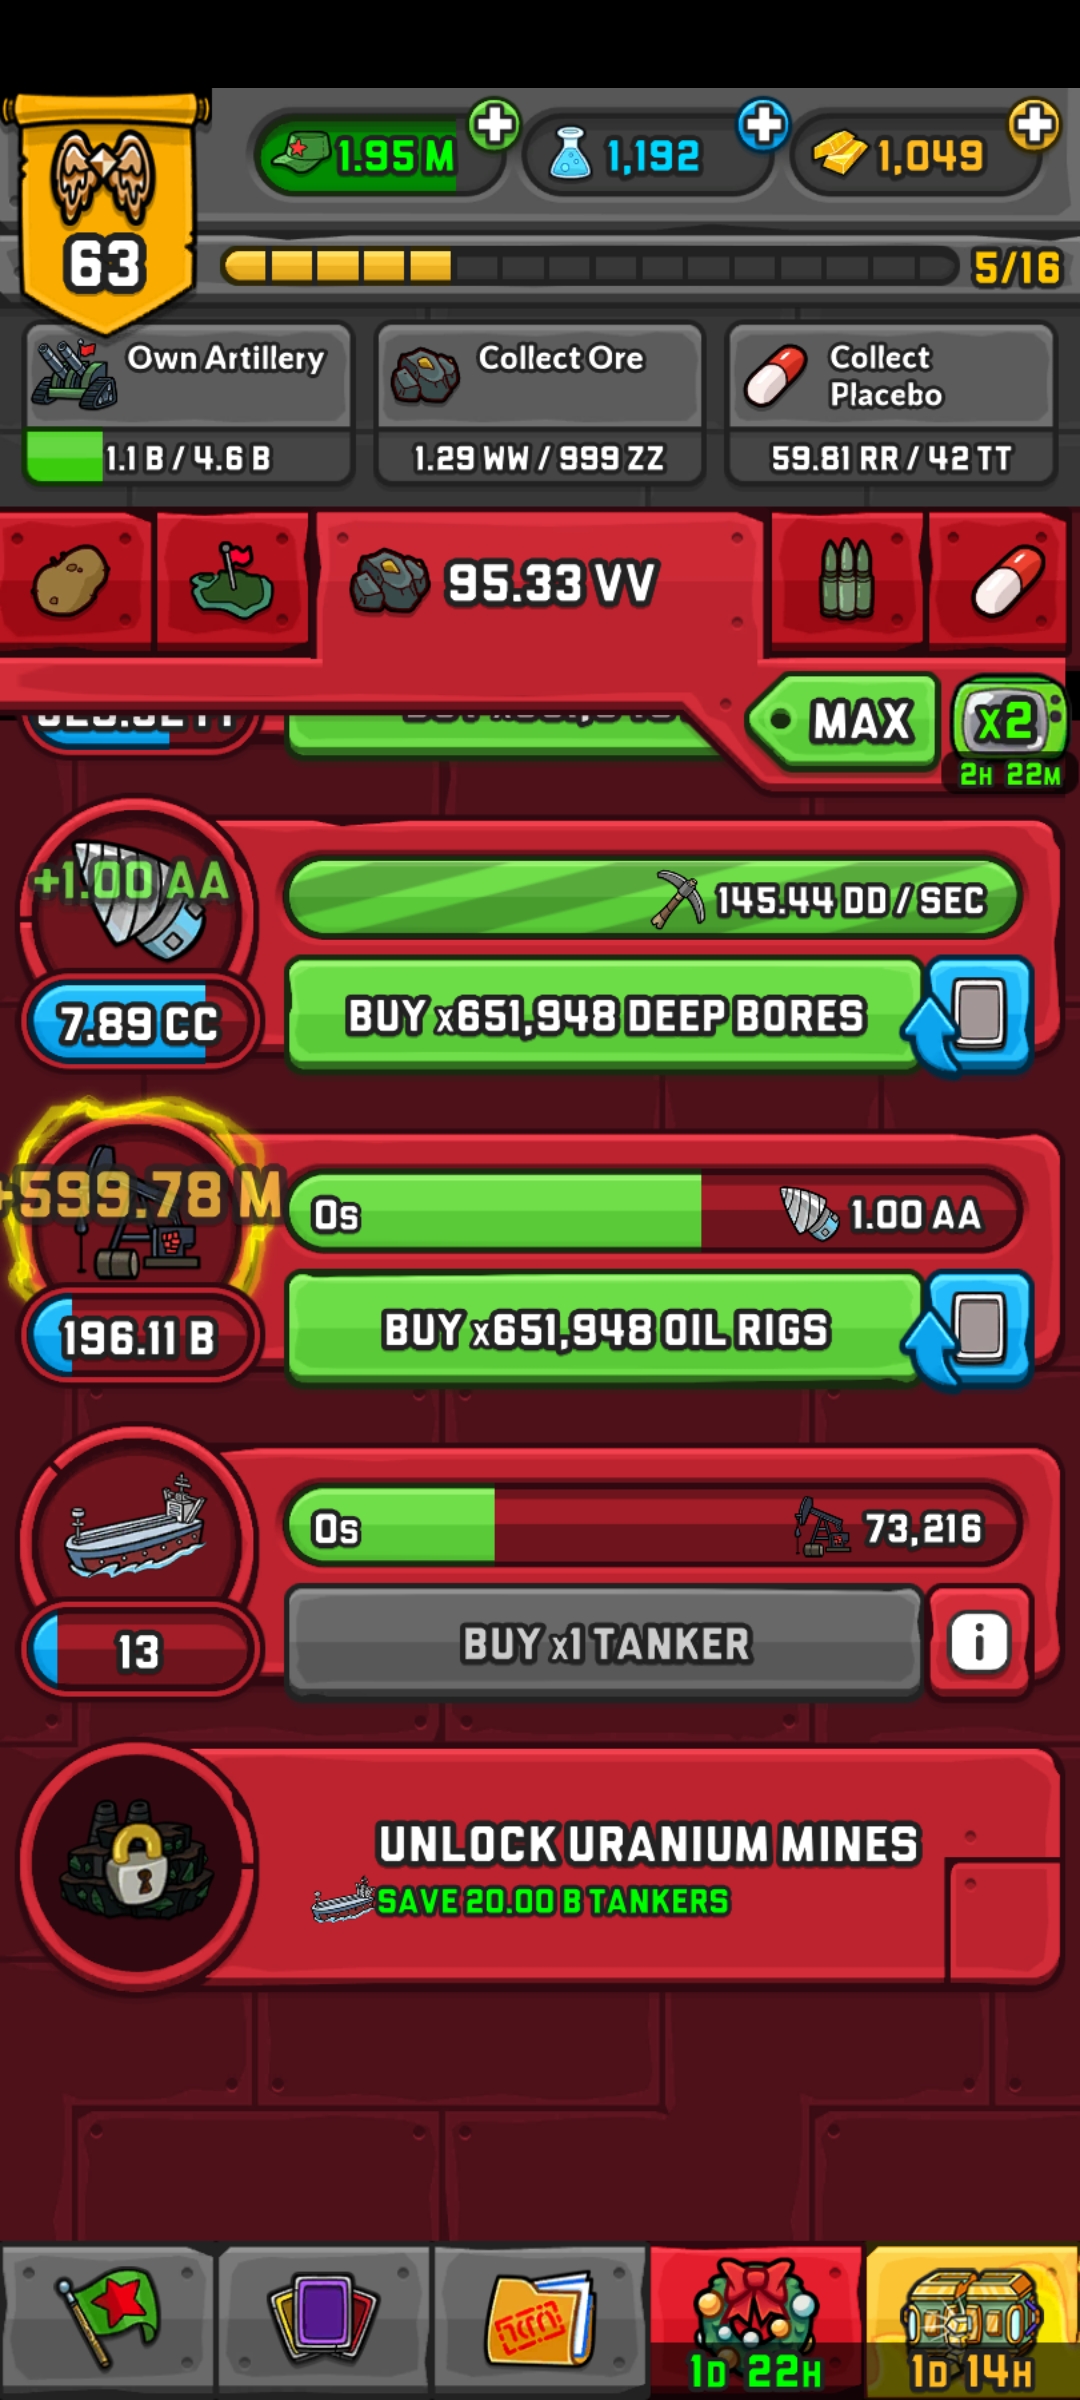 1.95 M
1,192
1,049
63
5/16
Own Artillery
Collect Ore
Collect
Placebo
1.1 B / 4.6 B
1.29 WW / 999 ZZ
59.81 RR / 42 TT
95.33 VV
MAX
x2
2H 22M
+1.00 AA
145.44 DD / SEC
7.89 CC
BUY x651,948 DEEP BORES
+599.78 M
0s
1.00 AA
196.11 B
BUY x651,948 OIL RIGS
0s
73,216
13
BUY x1 TANKER
i
UNLOCK URANIUM MINES
SAVE 20.00 B TANKERS
1D 22H
1D 14H